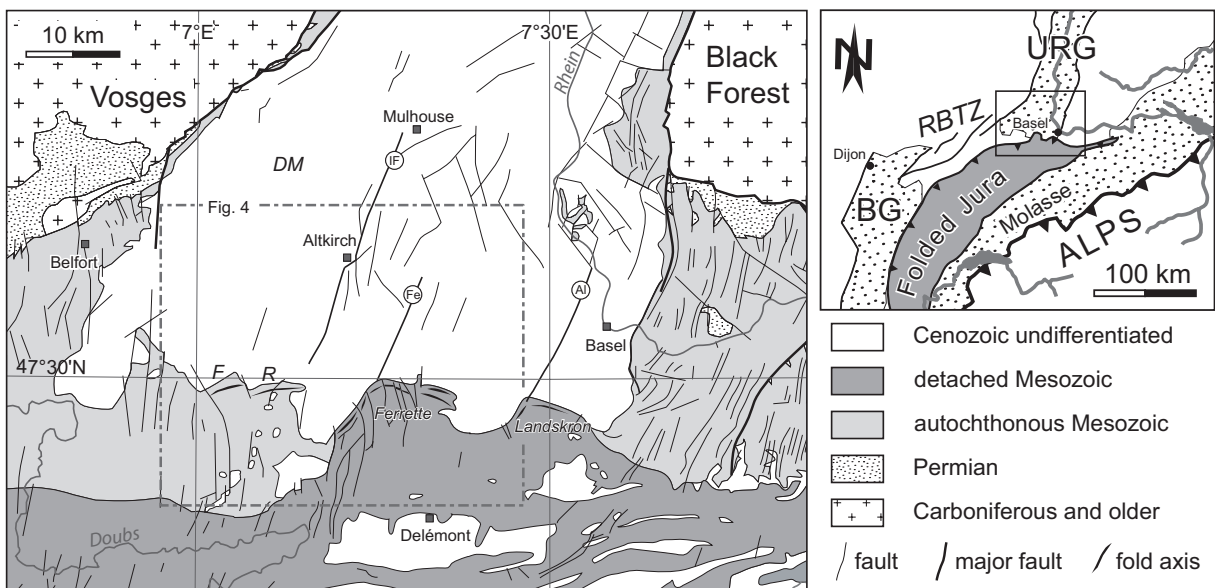 10 km
7°E
7°30'E
Rhein
Black
Forest
Vosges
Mulhouse
IF
DM
Fig. 4
Altkirch
Belfort
Fe
Al
Basel
47°30'N
F
R
Ferrette
Landskron
Doubs
Delémont
N
URG
RBTZ
Basel
Dijon
BG
Folded Jura
Molasse
ALPS
100 km
Cenozoic undifferentiated
detached Mesozoic
autochthonous Mesozoic
Permian
Carboniferous and older
fault
major fault
fold axis